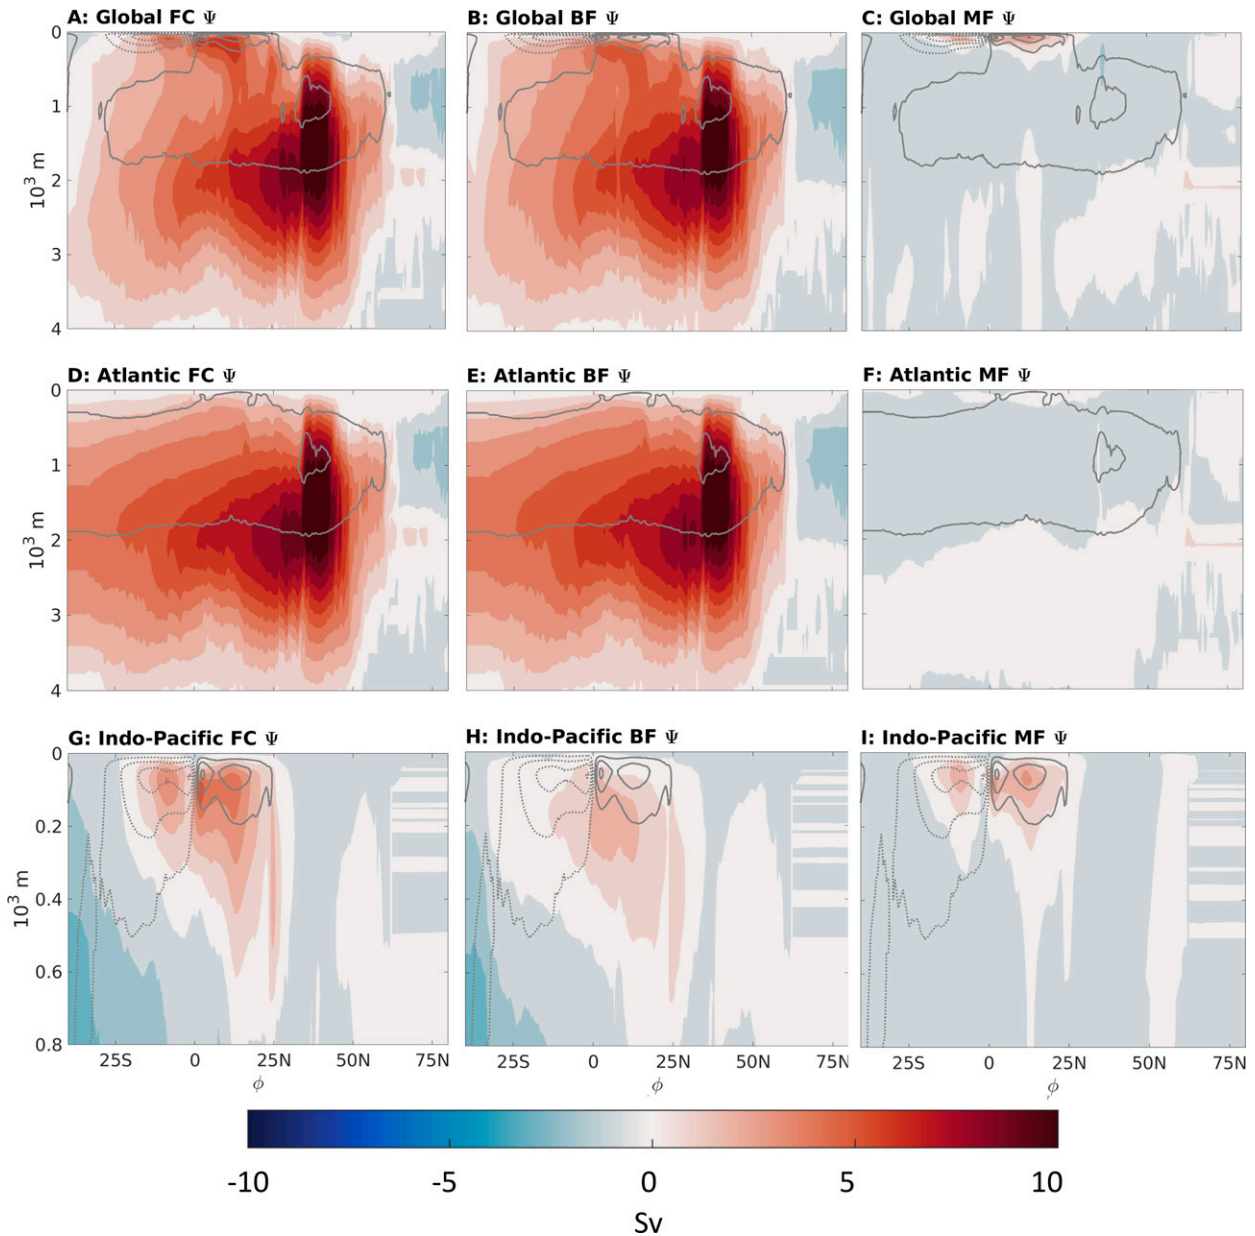 A: Global FC Ψ
B: Global BF Ψ
C: Global MF Ψ
0
1
2
3
4
10³ m
D: Atlantic FC Ψ
E: Atlantic BF Ψ
F: Atlantic MF Ψ
0
1
2
3
4
10³ m
G: Indo-Pacific FC Ψ
H: Indo-Pacific BF Ψ
I: Indo-Pacific MF Ψ
0
0.2
0.4
0.6
0.8
10³ m
25S 0 25N 50N 75N
25S 0 25N 50N 75N
25S 0 25N 50N 75N
ϕ ϕ ϕ
-10 -5 0 5 10
Sv